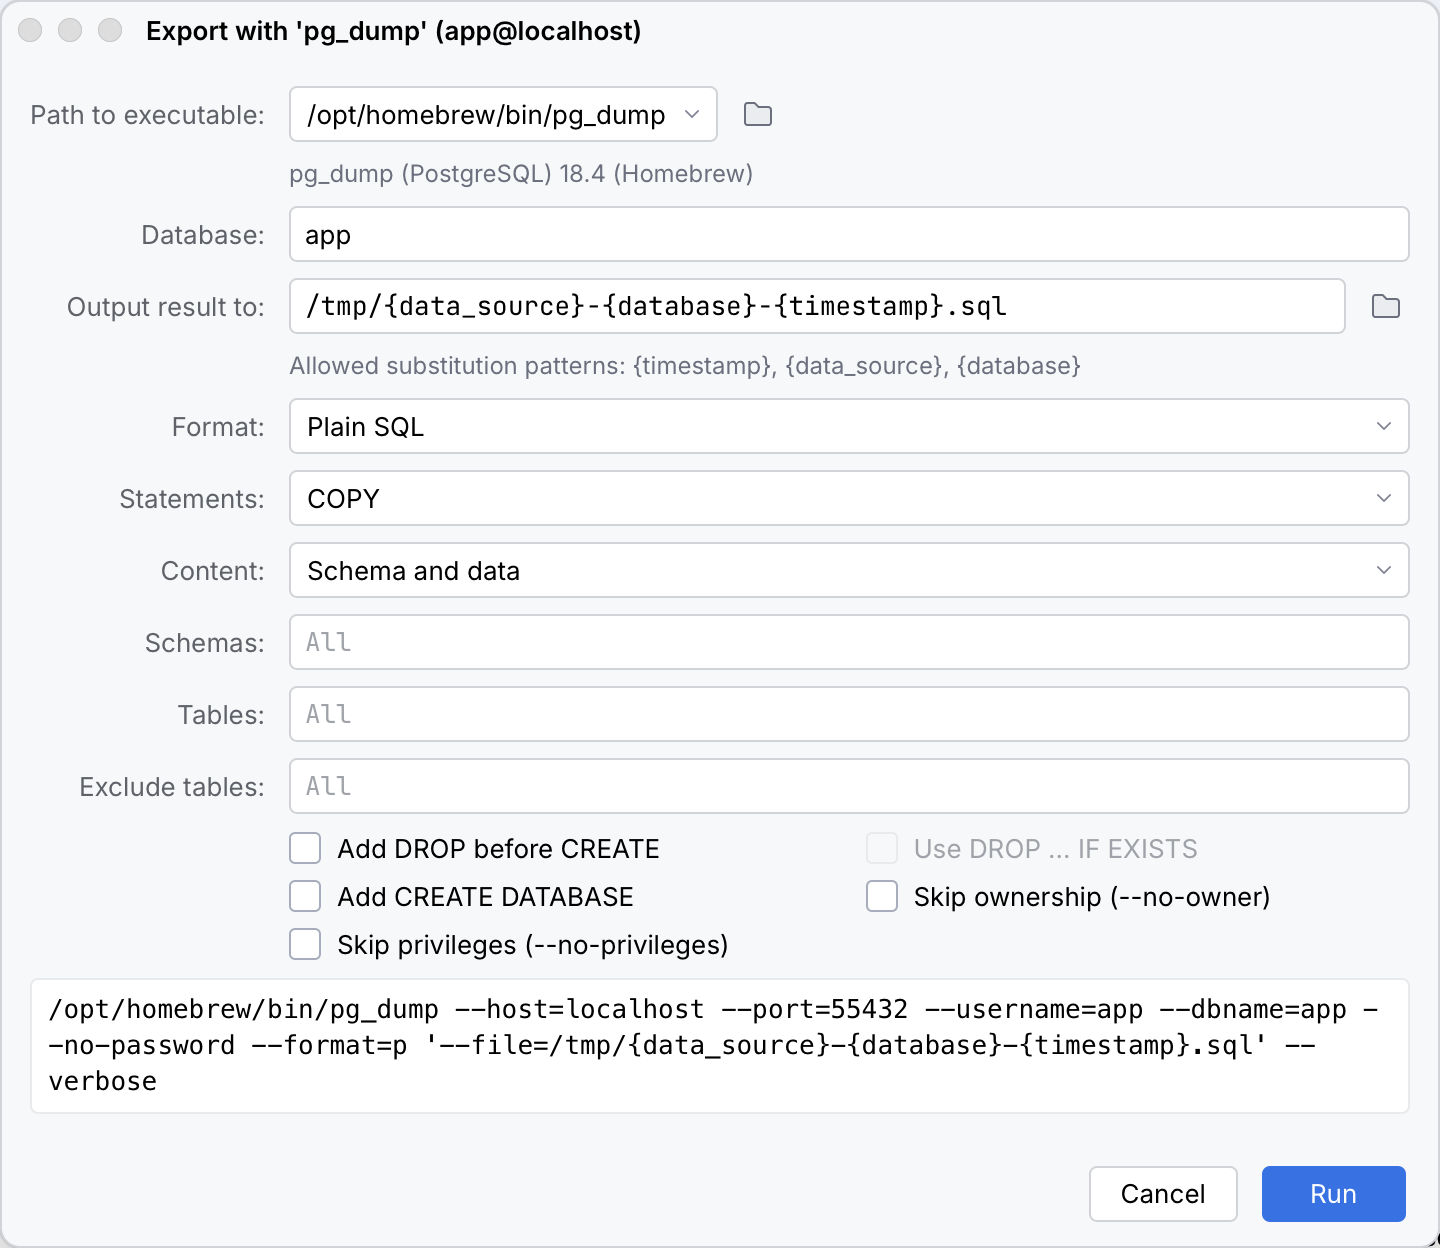 Export with 'pg_dump' (app@localhost)
Path to executable: /opt/homebrew/bin/pg_dump
pg_dump (PostgreSQL) 18.4 (Homebrew)
Database: app
Output result to: /tmp/{data_source}-{database}-{timestamp}.sql
Allowed substitution patterns: {timestamp}, {data_source}, {database}
Format: Plain SQL
Statements: COPY
Content: Schema and data
Schemas: All
Tables: All
Exclude tables: All
Add DROP before CREATE Use DROP ... IF EXISTS
Add CREATE DATABASE Skip ownership (--no-owner)
Skip privileges (--no-privileges)
/opt/homebrew/bin/pg_dump --host=localhost --port=55432 --username=app --dbname=app -
-no-password --format=p '--file=/tmp/{data_source}-{database}-{timestamp}.sql' --
verbose
Cancel Run